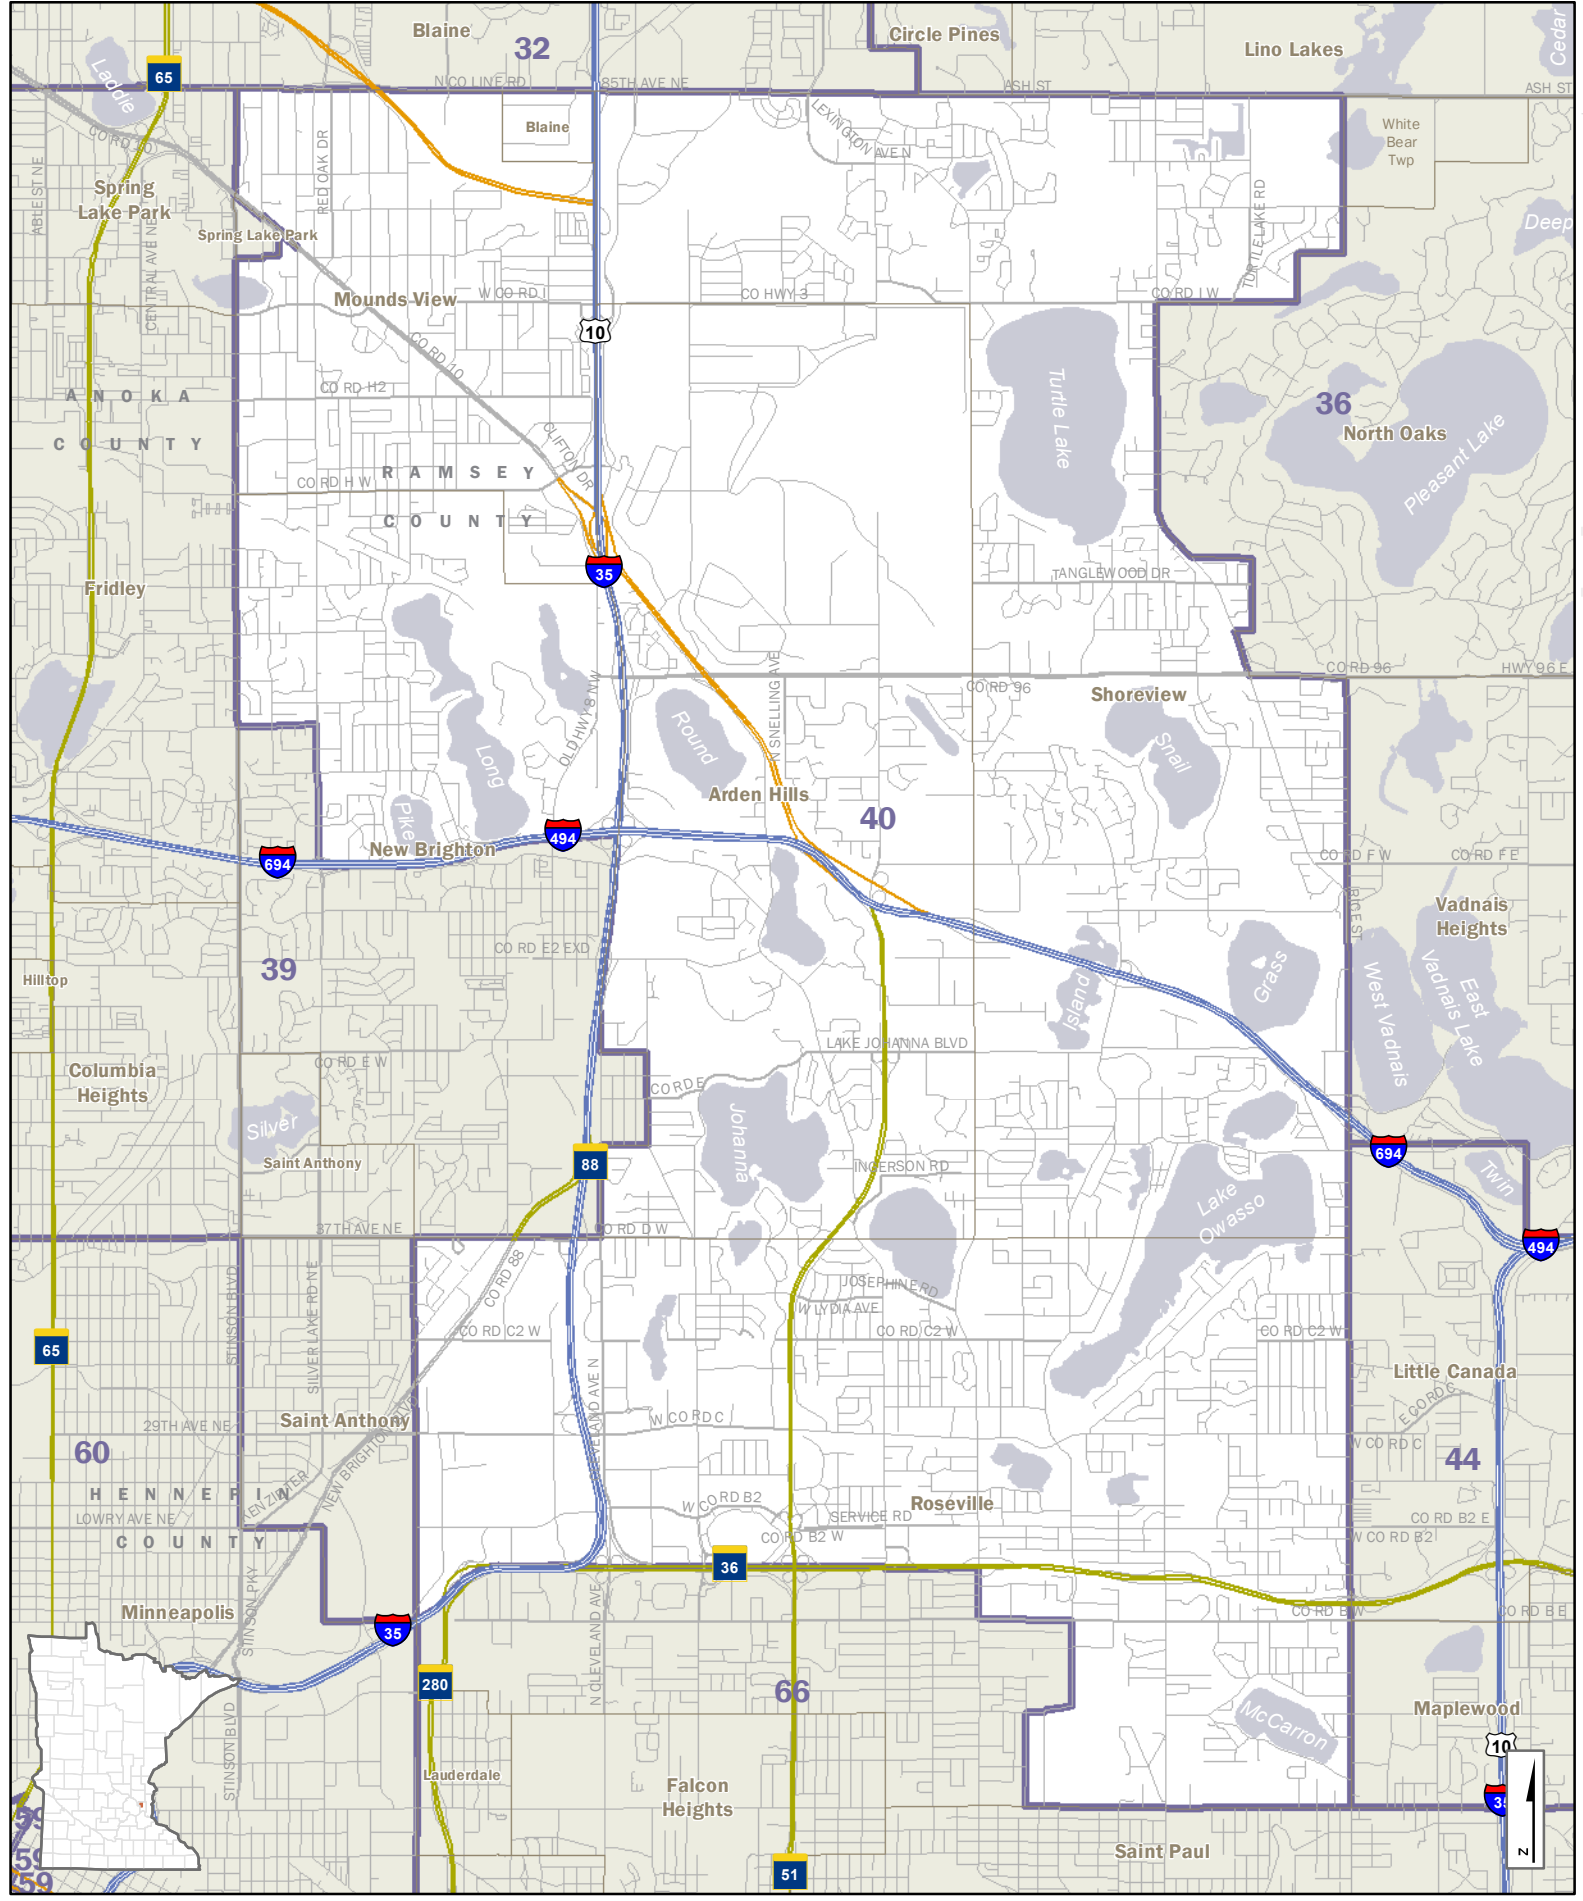 Blaine
32
Circle Pines
Lino Lakes
Cedar
Laddie
65
N CO LINE RD
85TH AVE NE
ASH ST
ASH ST
CO RD 10
Blaine
LEXINGTON AVE N
White
Bear
Twp
ABLE ST NE
RED OAK DR
Spring
Lake Park
Spring Lake Park
CENTRAL AVE NE
TURTLE LAKE RD
Deep
Mounds View
W CO RD I
CO HWY 3
CO RD I W
10
CO RD 10
CO RD H2
ANOKA
COUNTY
Turtle Lake
36
North Oaks
Pleasant Lake
CLIFTON DR
RAMSEY
CO RD H W
COUNTY
35
TANGLEWOOD DR
Fridley
CO RD 96
HWY 96 E
CO RD 96
Shoreview
OLD HWY 8 NW
N SNELLING AVE
Round
Long
Snail
Pike
Arden Hills
40
494
New Brighton
694
CO RD F W
CO RD F E
RICE ST
Vadnais
Heights
CO RD E2 EXD
39
Hilltop
Island
Grass
West Vadnais
East
Vadnais Lake
LAKE JOHANNA BLVD
CO RD E W
CO RD E
Columbia
Heights
Silver
Johanna
Saint Anthony
88
INGERSON RD
694
Twin
Lake
Owasso
37TH AVE NE
CO RD D W
494
CO RD 88
JOSEPHINE RD
W LYDIA AVE
STINSON BLVD
SILVER LAKE RD NE
CO RD C2 W
CO RD C2 W
CO RD C2 W
65
Little Canada
E CO RD C
29TH AVE NE
Saint Anthony
CLEVELAND AVE N
W CO RD C
W CO RD C
60
44
NEW BRIGHTON BLVD
HENNEPIN
W CO RD B2
Roseville
LOWRY AVE NE
SERVICE RD
CO RD B2 E
COUNTY
CO RD B2 W
W CO RD B2
36
STINSON PKY
N CLEVELAND AVE
Minneapolis
35
CO RD B W
CO RD B E
280
66
STINSON BLVD
McCarron
Maplewood
10
Lauderdale
Falcon
Heights
35
59
59
59
Saint Paul
51
N